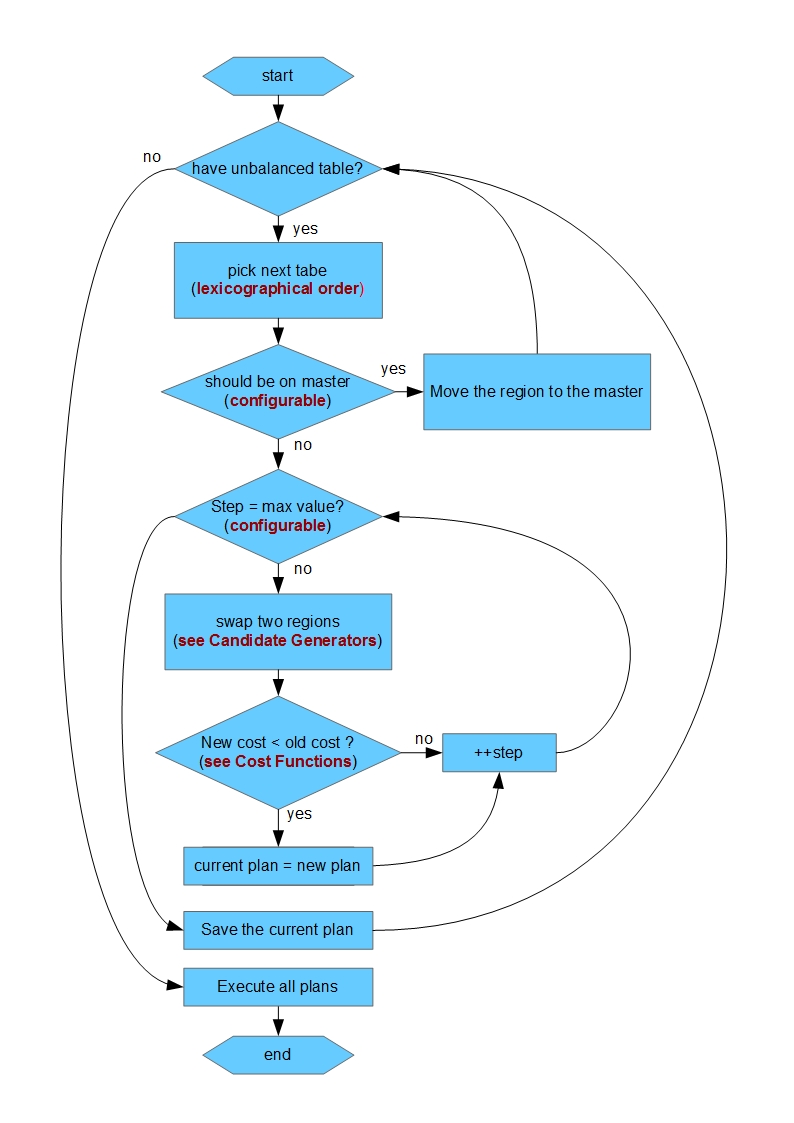 start
no
have unbalanced table?
yes
pick next tabe
(lexicographical order)
should be on master
(configurable)
yes
Move the region to the master
no
Step = max value?
(configurable)
no
swap two regions
(see Candidate Generators)
New cost < old cost ?
(see Cost Functions)
no
++step
yes
current plan = new plan
Save the current plan
Execute all plans
end